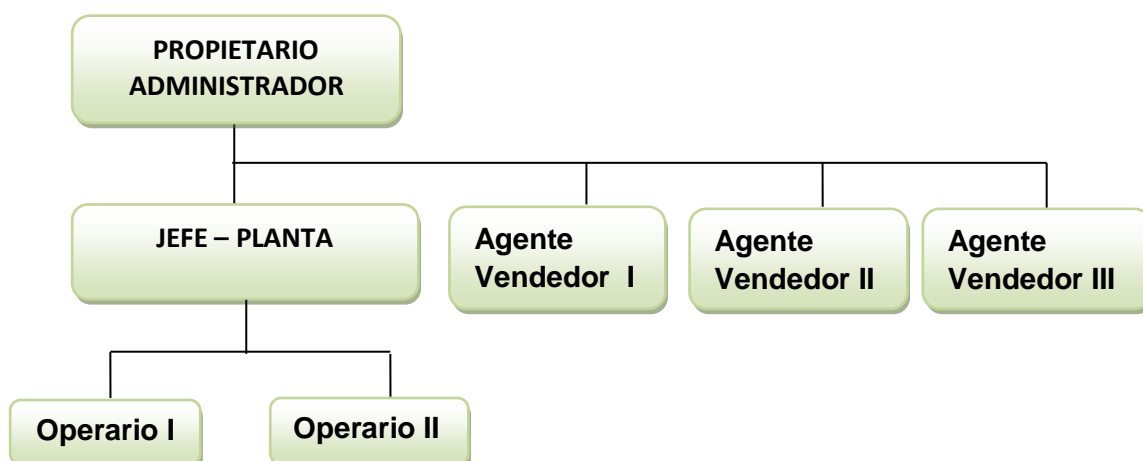 PROPIETARIO
ADMINISTRADOR
JEFE – PLANTA
Agente
Vendedor I
Agente
Vendedor II
Agente
Vendedor III
Operario I
Operario II